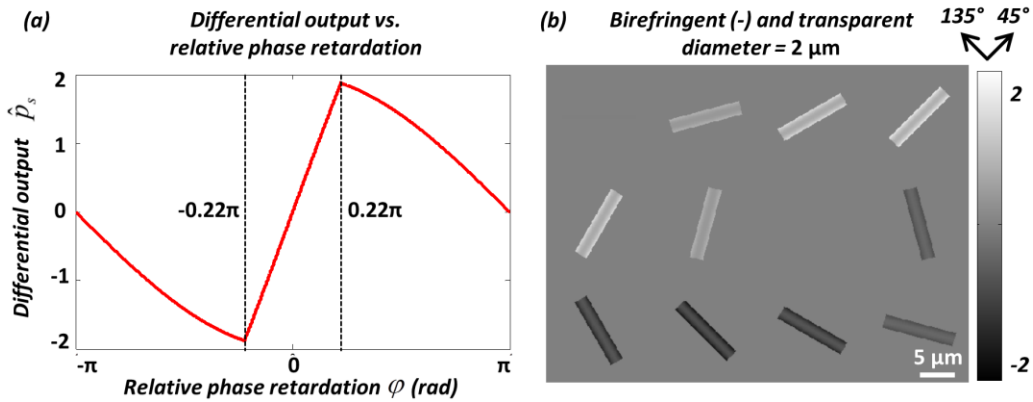 (a)
Differential output vs.
relative phase retardation
Differential output p̂ₛ
2
1
0
-1
-2
-0.22π
0.22π
-π
0
π
Relative phase retardation φ (rad)
(b)
Birefringent (-) and transparent
diameter = 2 μm
135° 45°
2
-2
5 μm